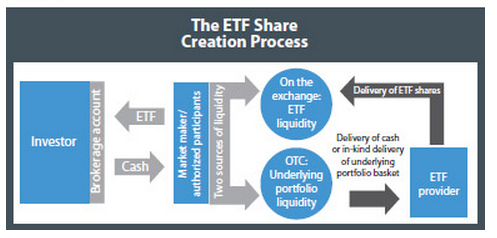 The ETF Share
Creation Process
Investor
Brokerage account
ETF
Cash
Market maker/
authorized participants
Two sources of liquidity
On the
exchange:
ETF
liquidity
OTC:
Underlying
portfolio
liquidity
Delivery of ETF shares
Delivery of cash
or in-kind delivery
of underlying
portfolio basket
ETF
provider